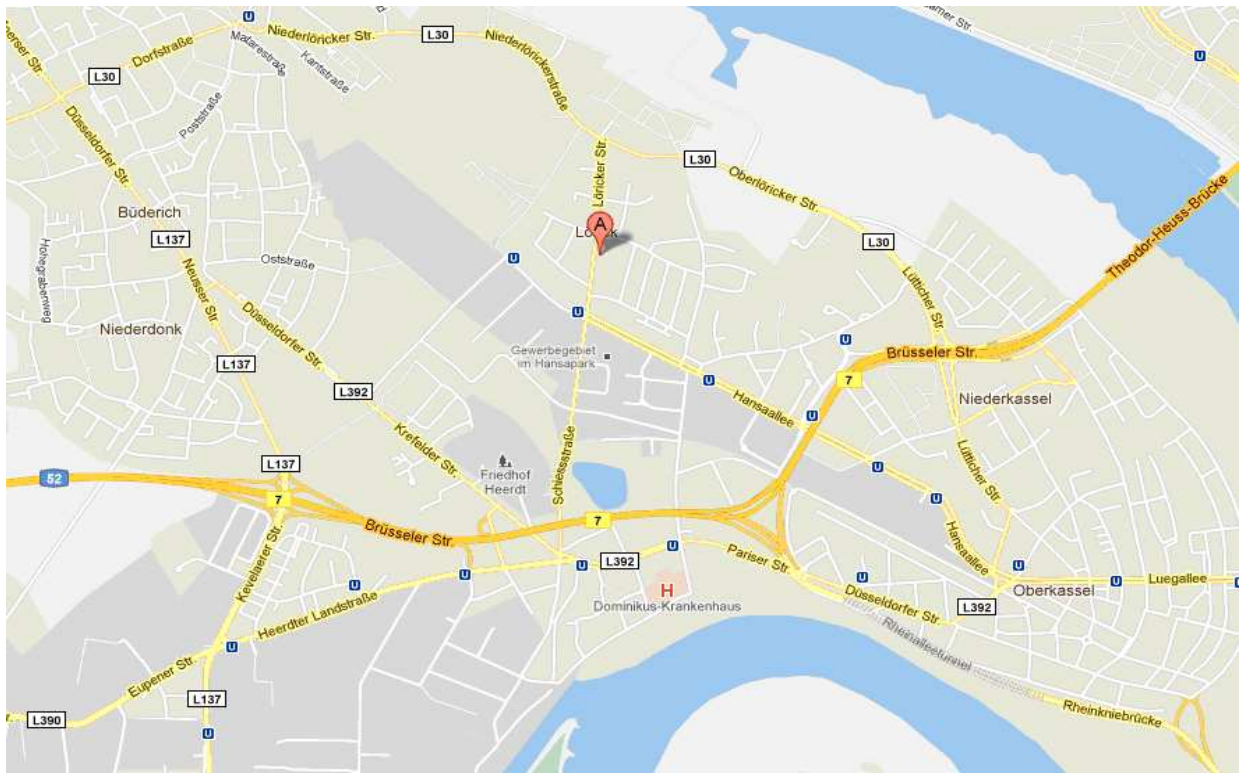 Niederlöricker Str.
L30
Niederlörickerstraße
Dorfstraße
L30
Matarestraße
Kantstraße
Poststraße
Düsseldorfer Str.
Löricker Str.
L30
Oberlöricker Str.
Theodor-Heuss-Brücke
A
Büderich
L137
L30
Hohegrabenweg
Oststraße
Neusser Str.
Lütticher Str.
Niederdonk
Düsseldorfer Str.
Gewerbegebiet
im Hansapark
Brüsseler Str.
L137
7
L392
Hansaallee
Niederkassel
Krefelder Str.
Lütticher Str.
L137
52
Friedhof
Heerdt
Schiessstraße
7
Brüsseler Str.
7
Hansaallee
Kevelaerer Str.
L392
Pariser Str.
H
Dominikus-Krankenhaus
Düsseldorfer Str.
L392
Oberkassel
Luegallee
Heerdter Landstraße
Rheinalleetunnel
Eupener Str.
L137
L390
Rheinkniebrücke